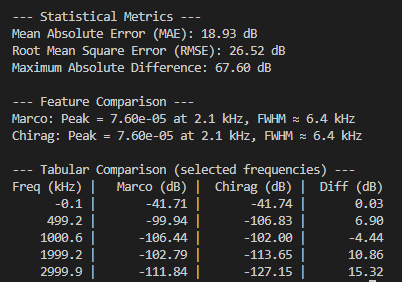 --- Statistical Metrics ---
Mean Absolute Error (MAE): 18.93 dB
Root Mean Square Error (RMSE): 26.52 dB
Maximum Absolute Difference: 67.60 dB
--- Feature Comparison ---
Marco: Peak = 7.60e-05 at 2.1 kHz, FWHM ≈ 6.4 kHz
Chirag: Peak = 7.60e-05 at 2.1 kHz, FWHM ≈ 6.4 kHz
--- Tabular Comparison (selected frequencies) ---
Freq (kHz) | Marco (dB) | Chirag (dB) | Diff (dB)
-0.1 | -41.71 | -41.74 | 0.03
499.2 | -99.94 | -106.83 | 6.90
1000.6 | -106.44 | -102.00 | -4.44
1999.2 | -102.79 | -113.65 | 10.86
2999.9 | -111.84 | -127.15 | 15.32